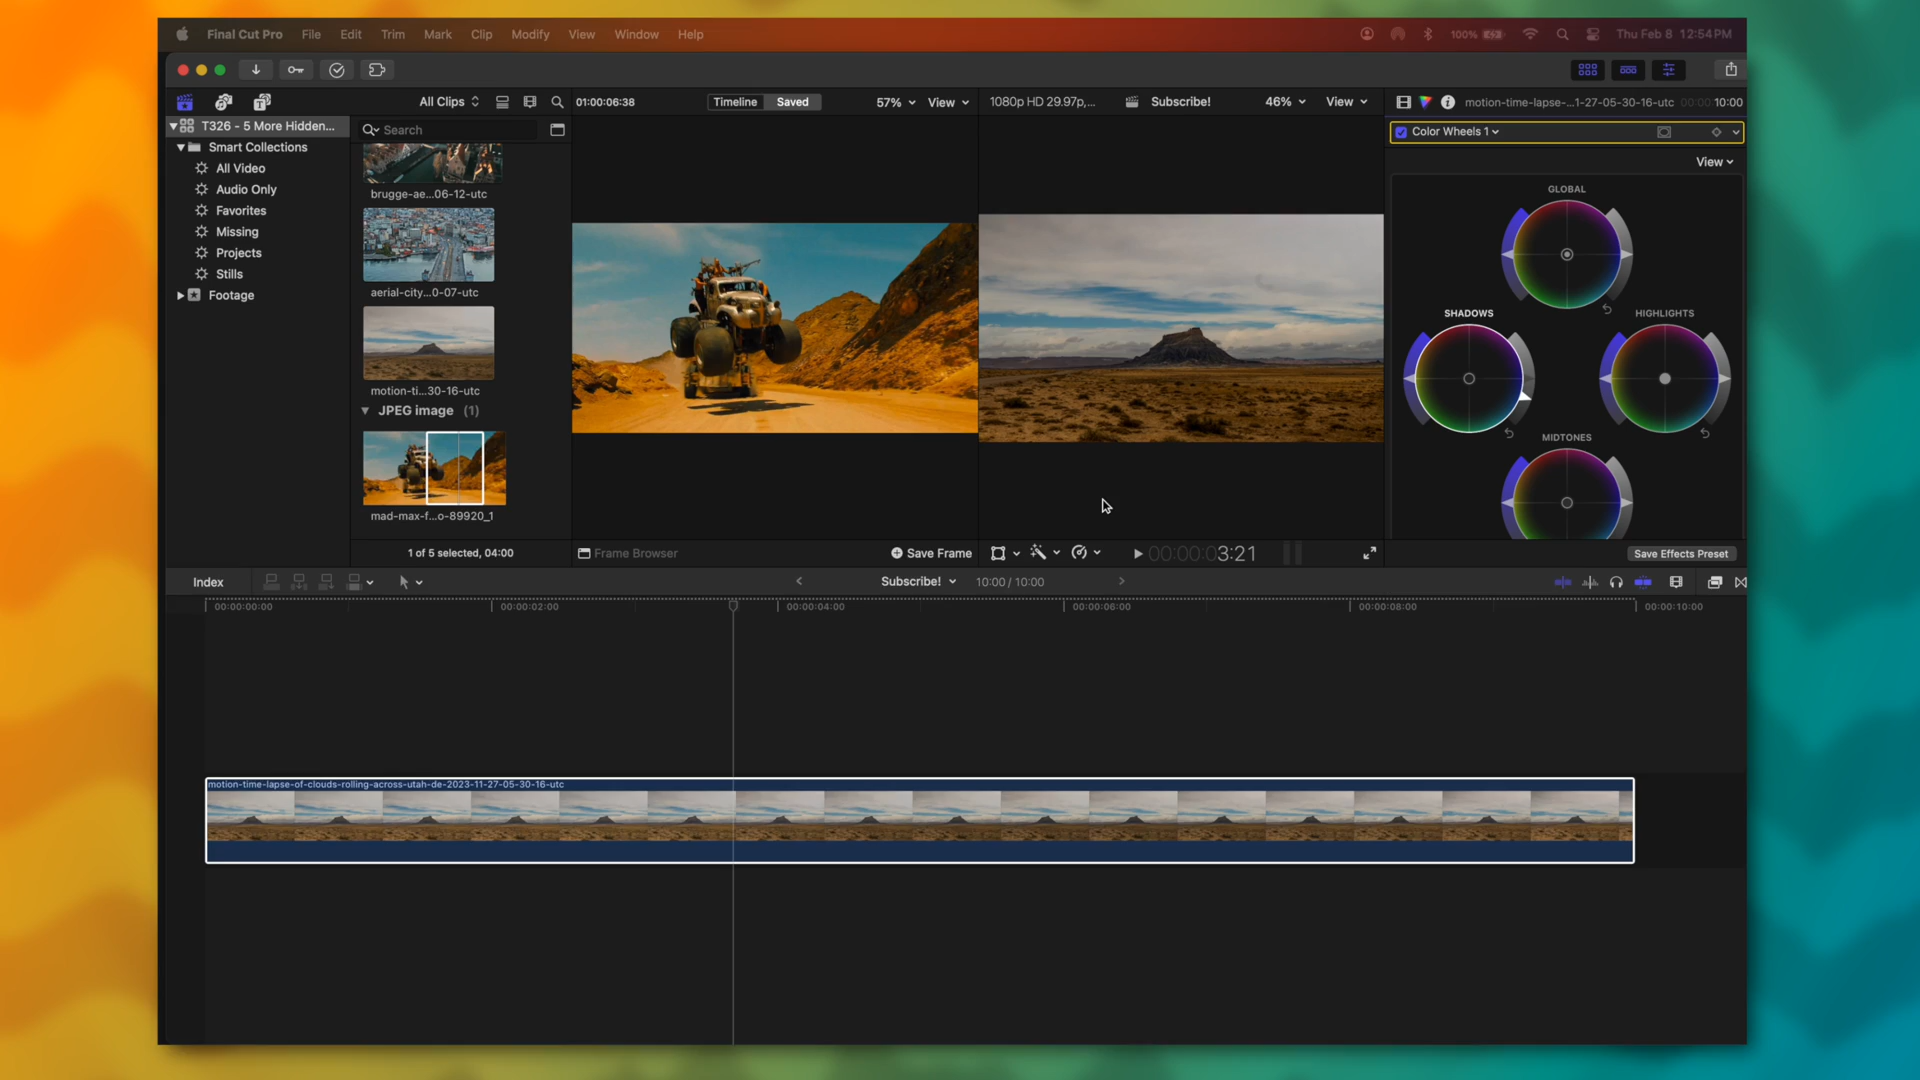 Final Cut Pro File Edit Trim Mark Clip Modify View Window Help 100% Thu Feb 8 12:54 PM
All Clips 01:00:06:38 Timeline Saved 57% View 1080p HD 29.97p,... Subscribe! 46% View motion-time-lapse-...1-27-05-30-16-utc 00:00:10:00
T326 - 5 More Hidden...
Smart Collections
All Video
Audio Only
Favorites
Missing
Projects
Stills
Footage
Search
brugge-ae...06-12-utc
aerial-city...0-07-utc
motion-ti...30-16-utc
JPEG image (1)
mad-max-f...o-89920_1
1 of 5 selected, 04:00
Frame Browser
Save Frame
00:00:03:21
Color Wheels 1
View
GLOBAL
SHADOWS
HIGHLIGHTS
MIDTONES
Save Effects Preset
Index
Subscribe! 10:00 / 10:00
00:00:00:00 00:00:02:00 00:00:04:00 00:00:06:00 00:00:08:00 00:00:10:00
motion-time-lapse-of-clouds-rolling-across-utah-de-2023-11-27-05-30-16-utc